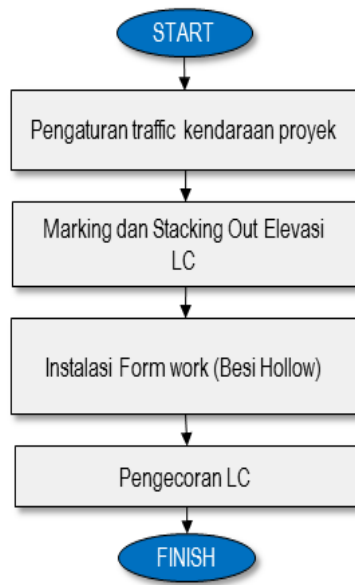 START
Pengaturan traffic kendaraan proyek
Marking dan Stacking Out Elevasi
LC
Instalasi Form work (Besi Hollow)
Pengecoran LC
FINISH